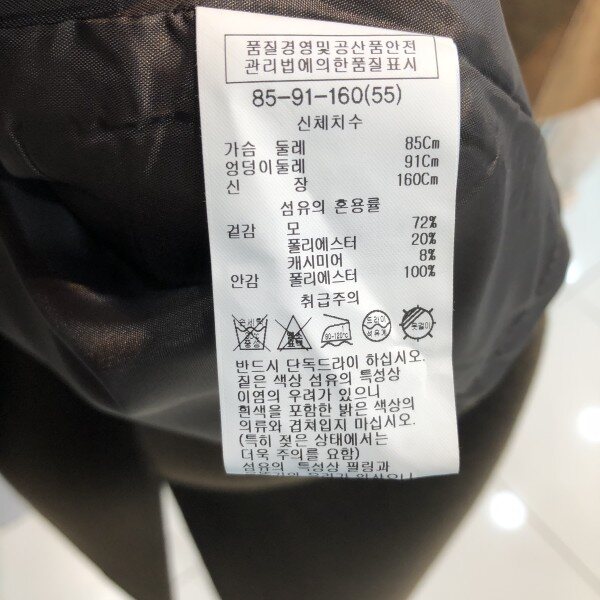 품질경영및공산품안전
관리법에의한품질표시
85-91-160(55)
신체치수
가슴 둘레 85Cm
엉덩이둘레 91Cm
신 장 160Cm
섬유의 혼용률
겉감 모 72%
폴리에스터 20%
캐시미어 8%
안감 폴리에스터 100%
취급주의
드라이
옷걸이
반드시 단독드라이 하십시오.
짙은 색상 섬유의 특성상
이염의 우려가 있으니
흰색을 포함한 밝은 색상의
의류와 겹쳐입지 마십시오.
(특히 젖은 상태에서는
더욱 주의를 요함)
섬유의 특성상 필링과